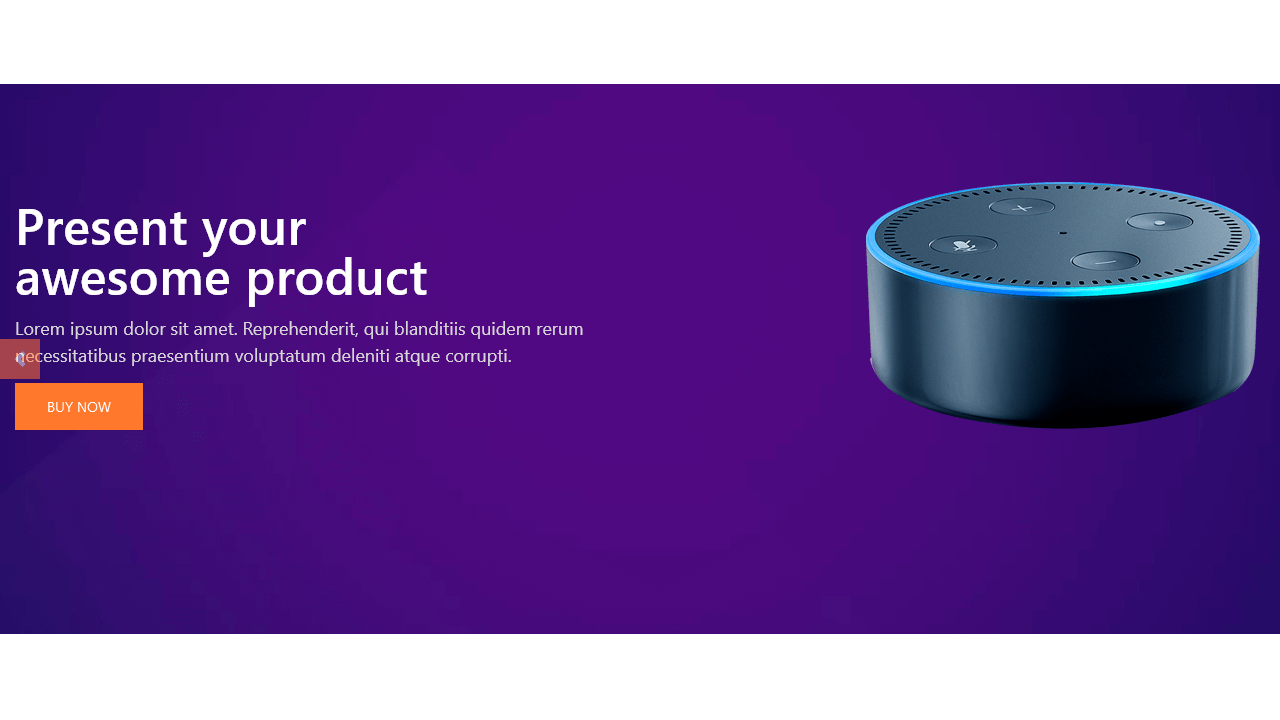 Present your
awesome product
Lorem ipsum dolor sit amet. Reprehenderit, qui blanditiis quidem rerum
necessitatibus praesentium voluptatum deleniti atque corrupti.
BUY NOW